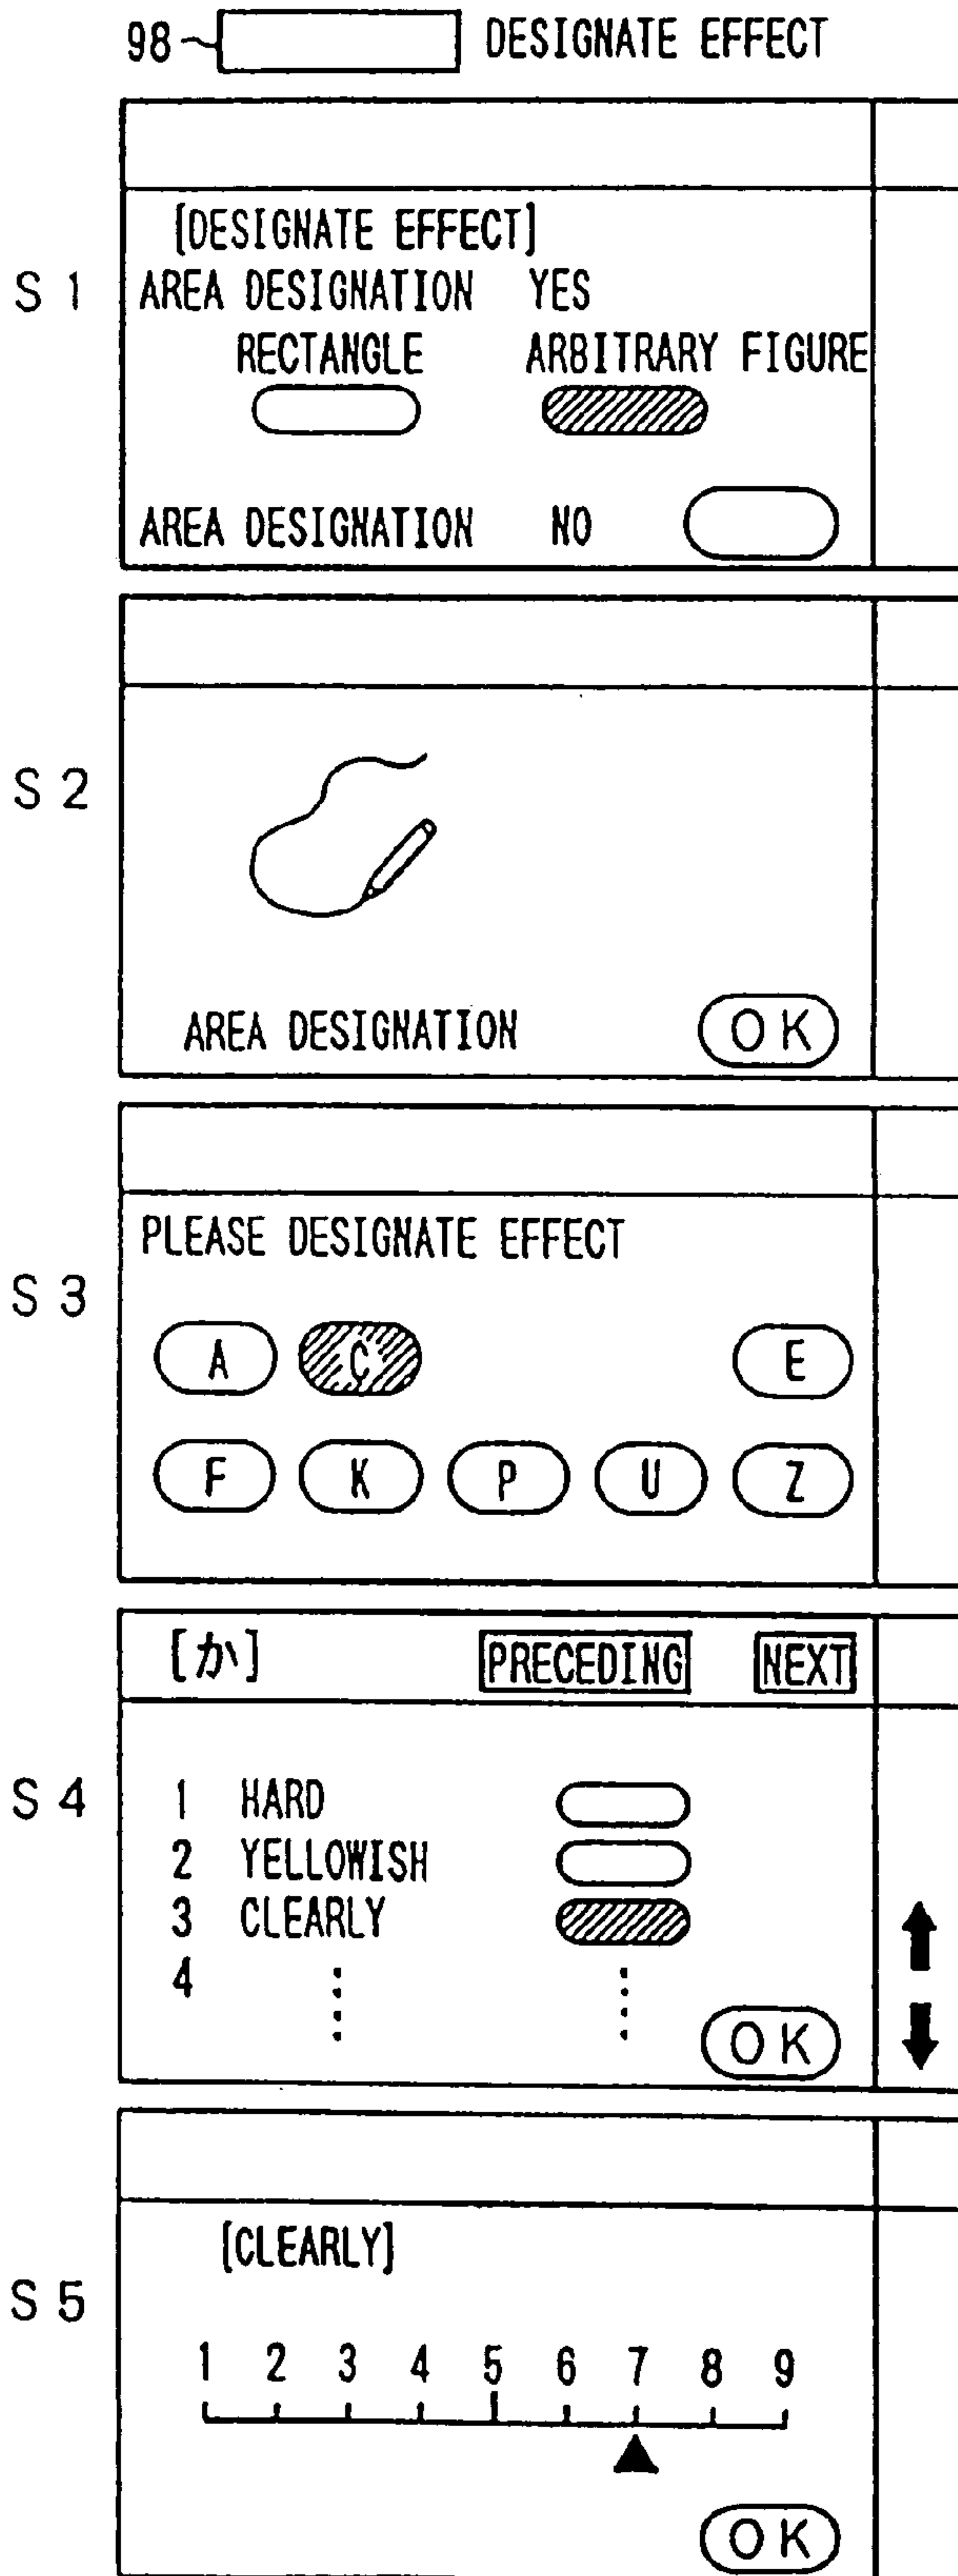 98 DESIGNATE EFFECT
[DESIGNATE EFFECT]
S 1 AREA DESIGNATION YES
RECTANGLE ARBITRARY FIGURE
AREA DESIGNATION NO
S 2
AREA DESIGNATION OK
PLEASE DESIGNATE EFFECT
S 3
A C E
F K P U Z
[か] PRECEDING NEXT
S 4 1 HARD
2 YELLOWISH
3 CLEARLY
4
OK
[CLEARLY]
S 5
1 2 3 4 5 6 7 8 9
OK